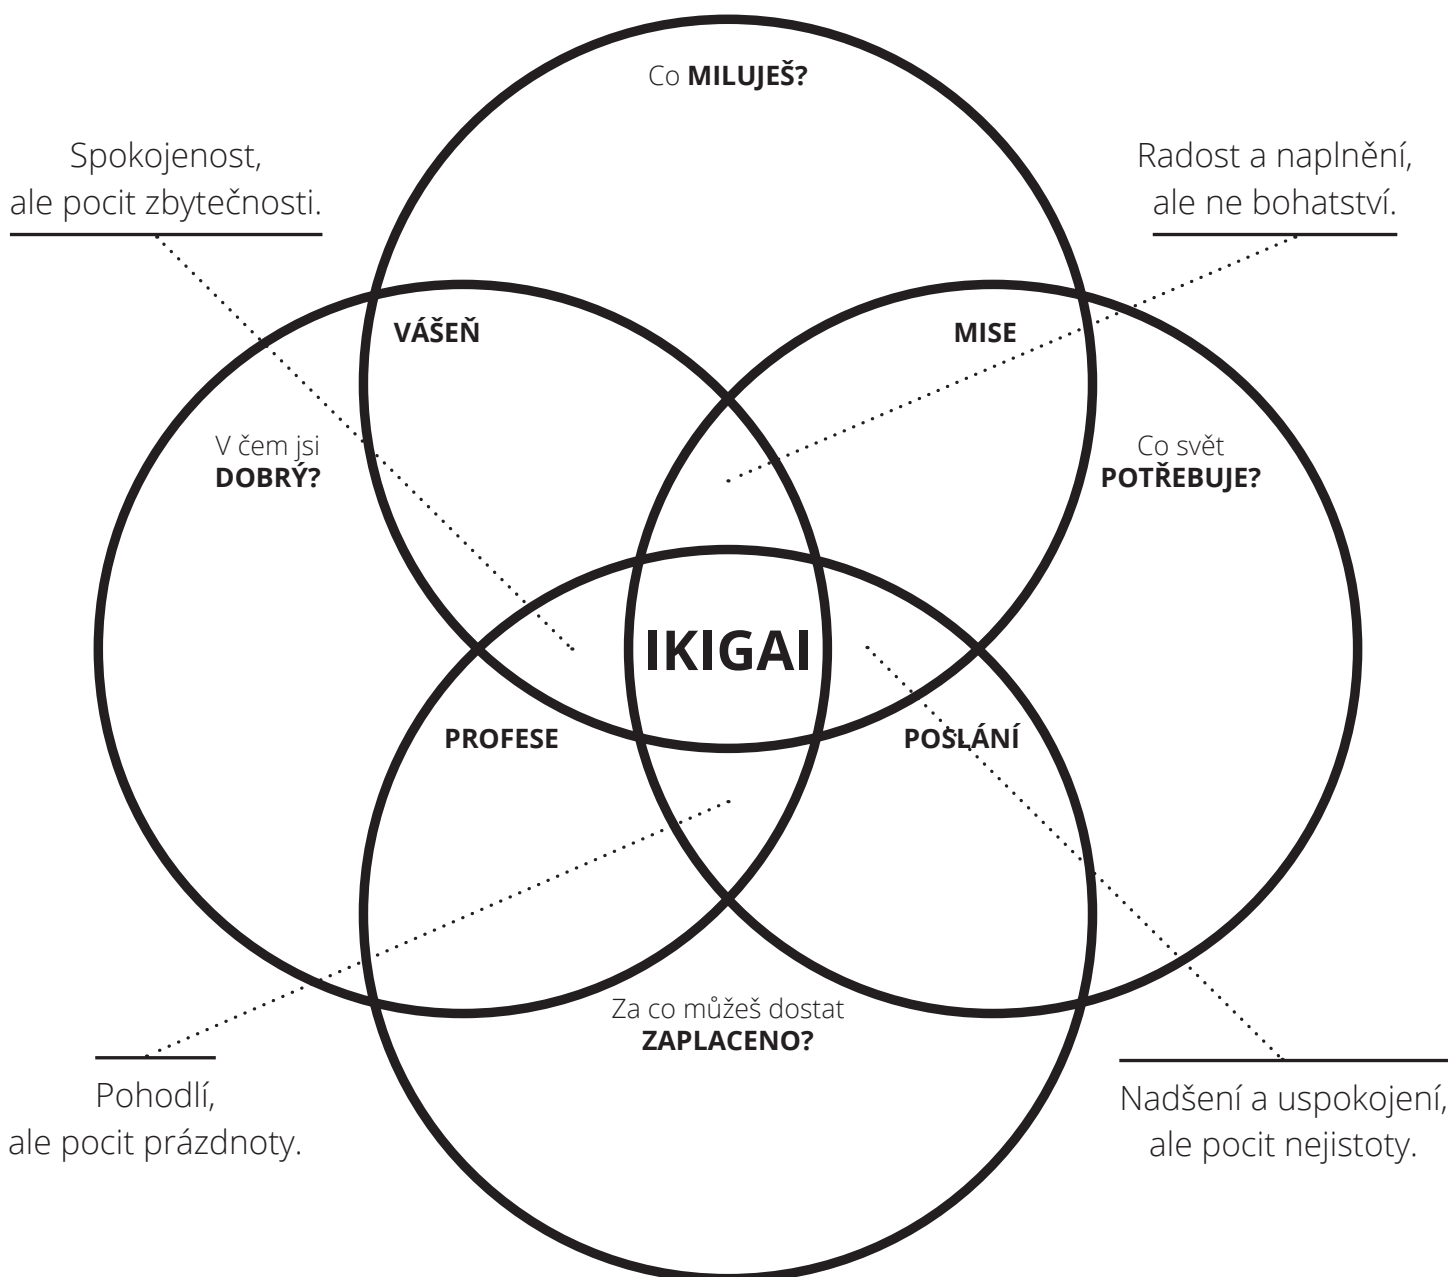 Co MILUJEŠ?
Spokojenost,
ale pocit zbytečnosti.
Radost a naplnění,
ale ne bohatství.
VÁŠEŇ
MISE
V čem jsi
DOBRÝ?
Co svět
POTŘEBUJE?
IKIGAI
PROFESE
POSLÁNÍ
Za co můžeš dostat
ZAPLACENO?
Pohodlí,
ale pocit prázdnoty.
Nadšení a uspokojení,
ale pocit nejistoty.